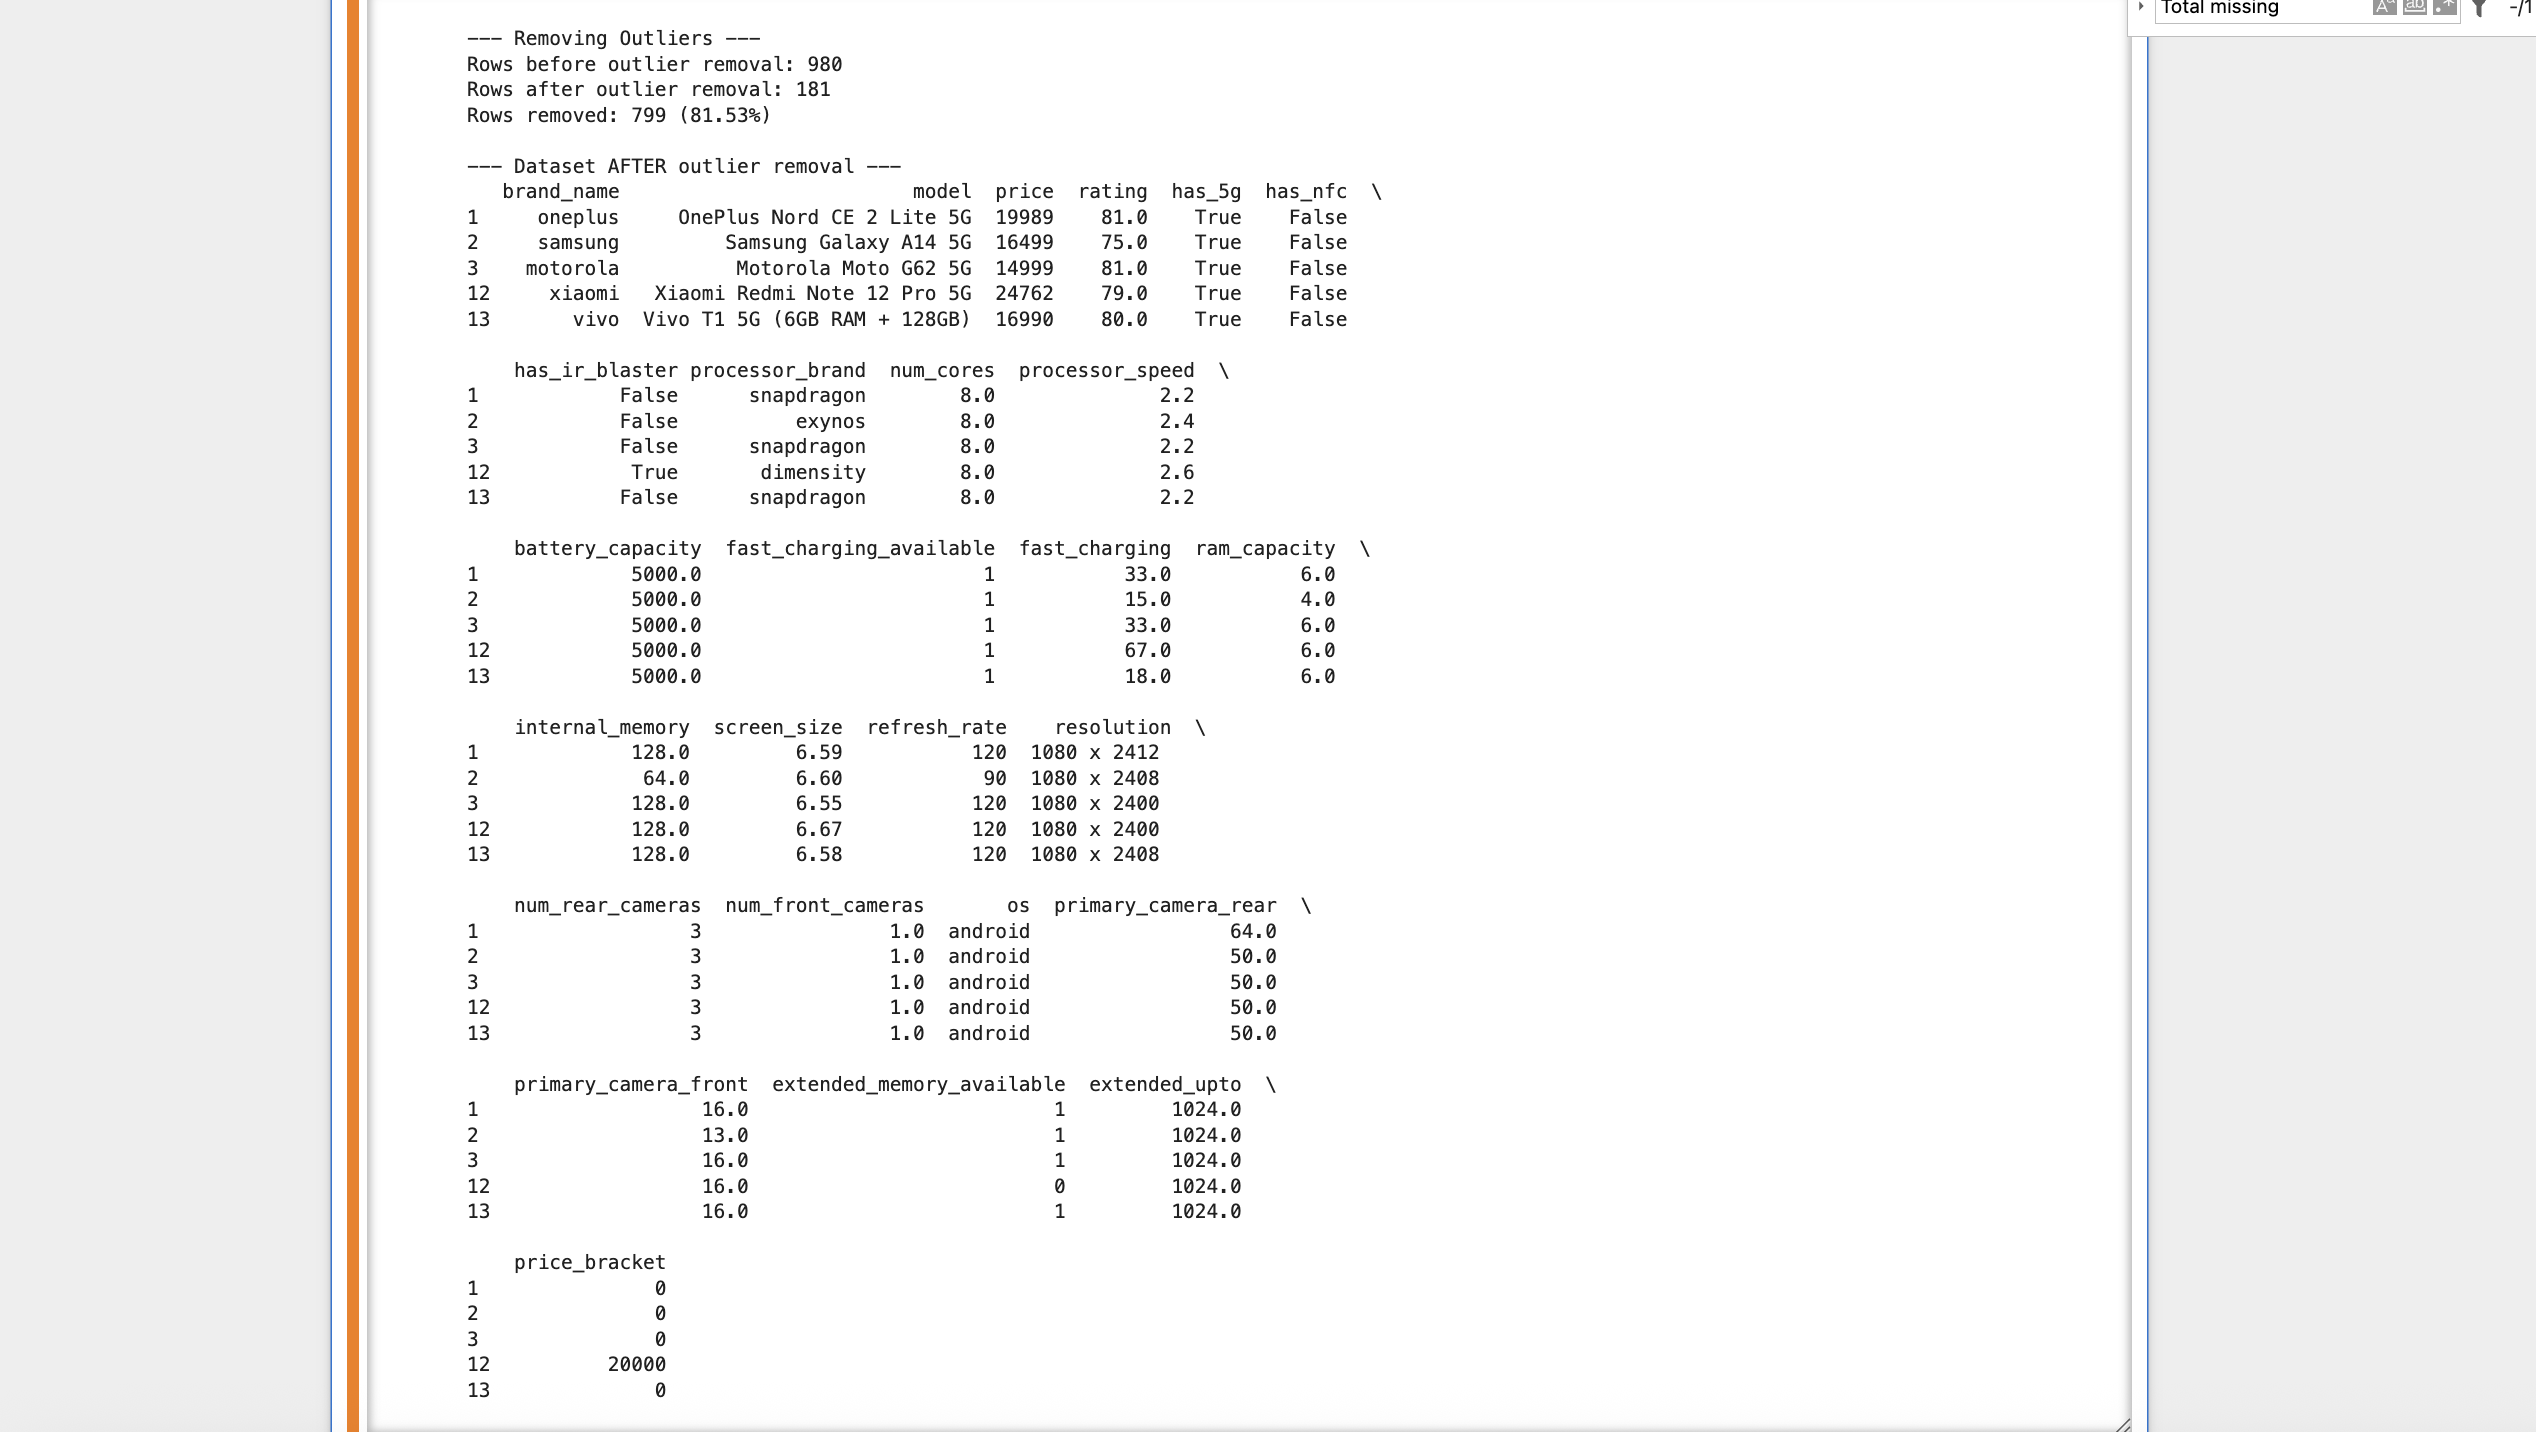 Total missing
-/1
--- Removing Outliers ---
Rows before outlier removal: 980
Rows after outlier removal: 181
Rows removed: 799 (81.53%)
--- Dataset AFTER outlier removal ---
brand_name model price rating has_5g has_nfc \
1 oneplus OnePlus Nord CE 2 Lite 5G 19989 81.0 True False
2 samsung Samsung Galaxy A14 5G 16499 75.0 True False
3 motorola Motorola Moto G62 5G 14999 81.0 True False
12 xiaomi Xiaomi Redmi Note 12 Pro 5G 24762 79.0 True False
13 vivo Vivo T1 5G (6GB RAM + 128GB) 16990 80.0 True False
has_ir_blaster processor_brand num_cores processor_speed \
1 False snapdragon 8.0 2.2
2 False exynos 8.0 2.4
3 False snapdragon 8.0 2.2
12 True dimensity 8.0 2.6
13 False snapdragon 8.0 2.2
battery_capacity fast_charging_available fast_charging ram_capacity \
1 5000.0 1 33.0 6.0
2 5000.0 1 15.0 4.0
3 5000.0 1 33.0 6.0
12 5000.0 1 67.0 6.0
13 5000.0 1 18.0 6.0
internal_memory screen_size refresh_rate resolution \
1 128.0 6.59 120 1080 x 2412
2 64.0 6.60 90 1080 x 2408
3 128.0 6.55 120 1080 x 2400
12 128.0 6.67 120 1080 x 2400
13 128.0 6.58 120 1080 x 2408
num_rear_cameras num_front_cameras os primary_camera_rear \
1 3 1.0 android 64.0
2 3 1.0 android 50.0
3 3 1.0 android 50.0
12 3 1.0 android 50.0
13 3 1.0 android 50.0
primary_camera_front extended_memory_available extended_upto \
1 16.0 1 1024.0
2 13.0 1 1024.0
3 16.0 1 1024.0
12 16.0 0 1024.0
13 16.0 1 1024.0
price_bracket
1 0
2 0
3 0
12 20000
13 0